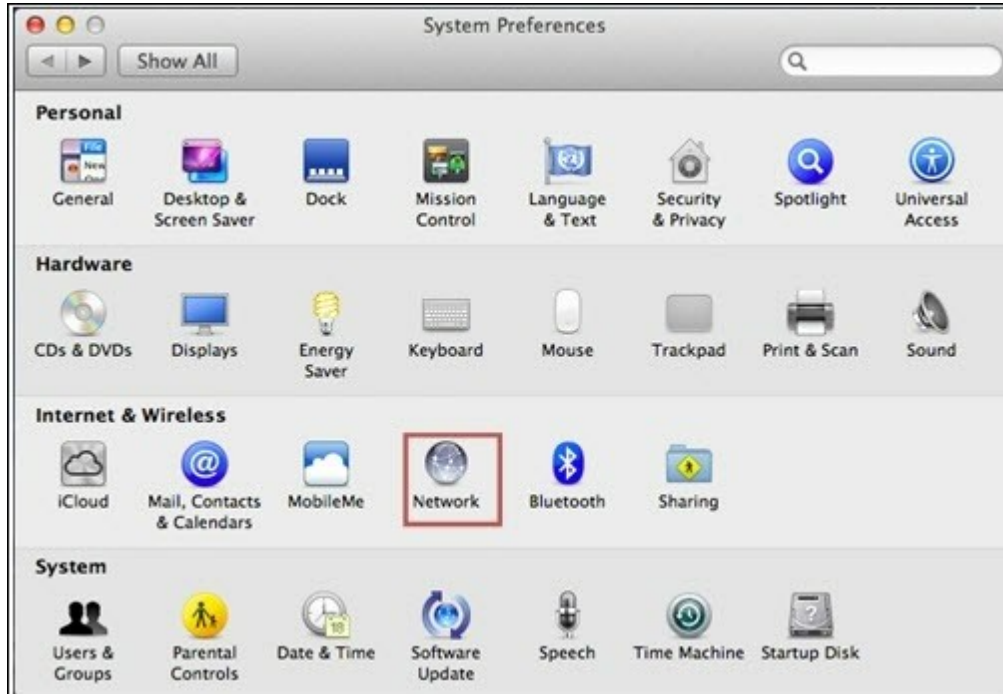 System Preferences
Show All
Personal
General
Desktop &
Screen Saver
Dock
Mission
Control
Language
& Text
Security
& Privacy
Spotlight
Universal
Access
Hardware
CDs & DVDs
Displays
Energy
Saver
Keyboard
Mouse
Trackpad
Print & Scan
Sound
Internet & Wireless
iCloud
Mail, Contacts
& Calendars
MobileMe
Network
Bluetooth
Sharing
System
Users &
Groups
Parental
Controls
Date & Time
Software
Update
Speech
Time Machine
Startup Disk